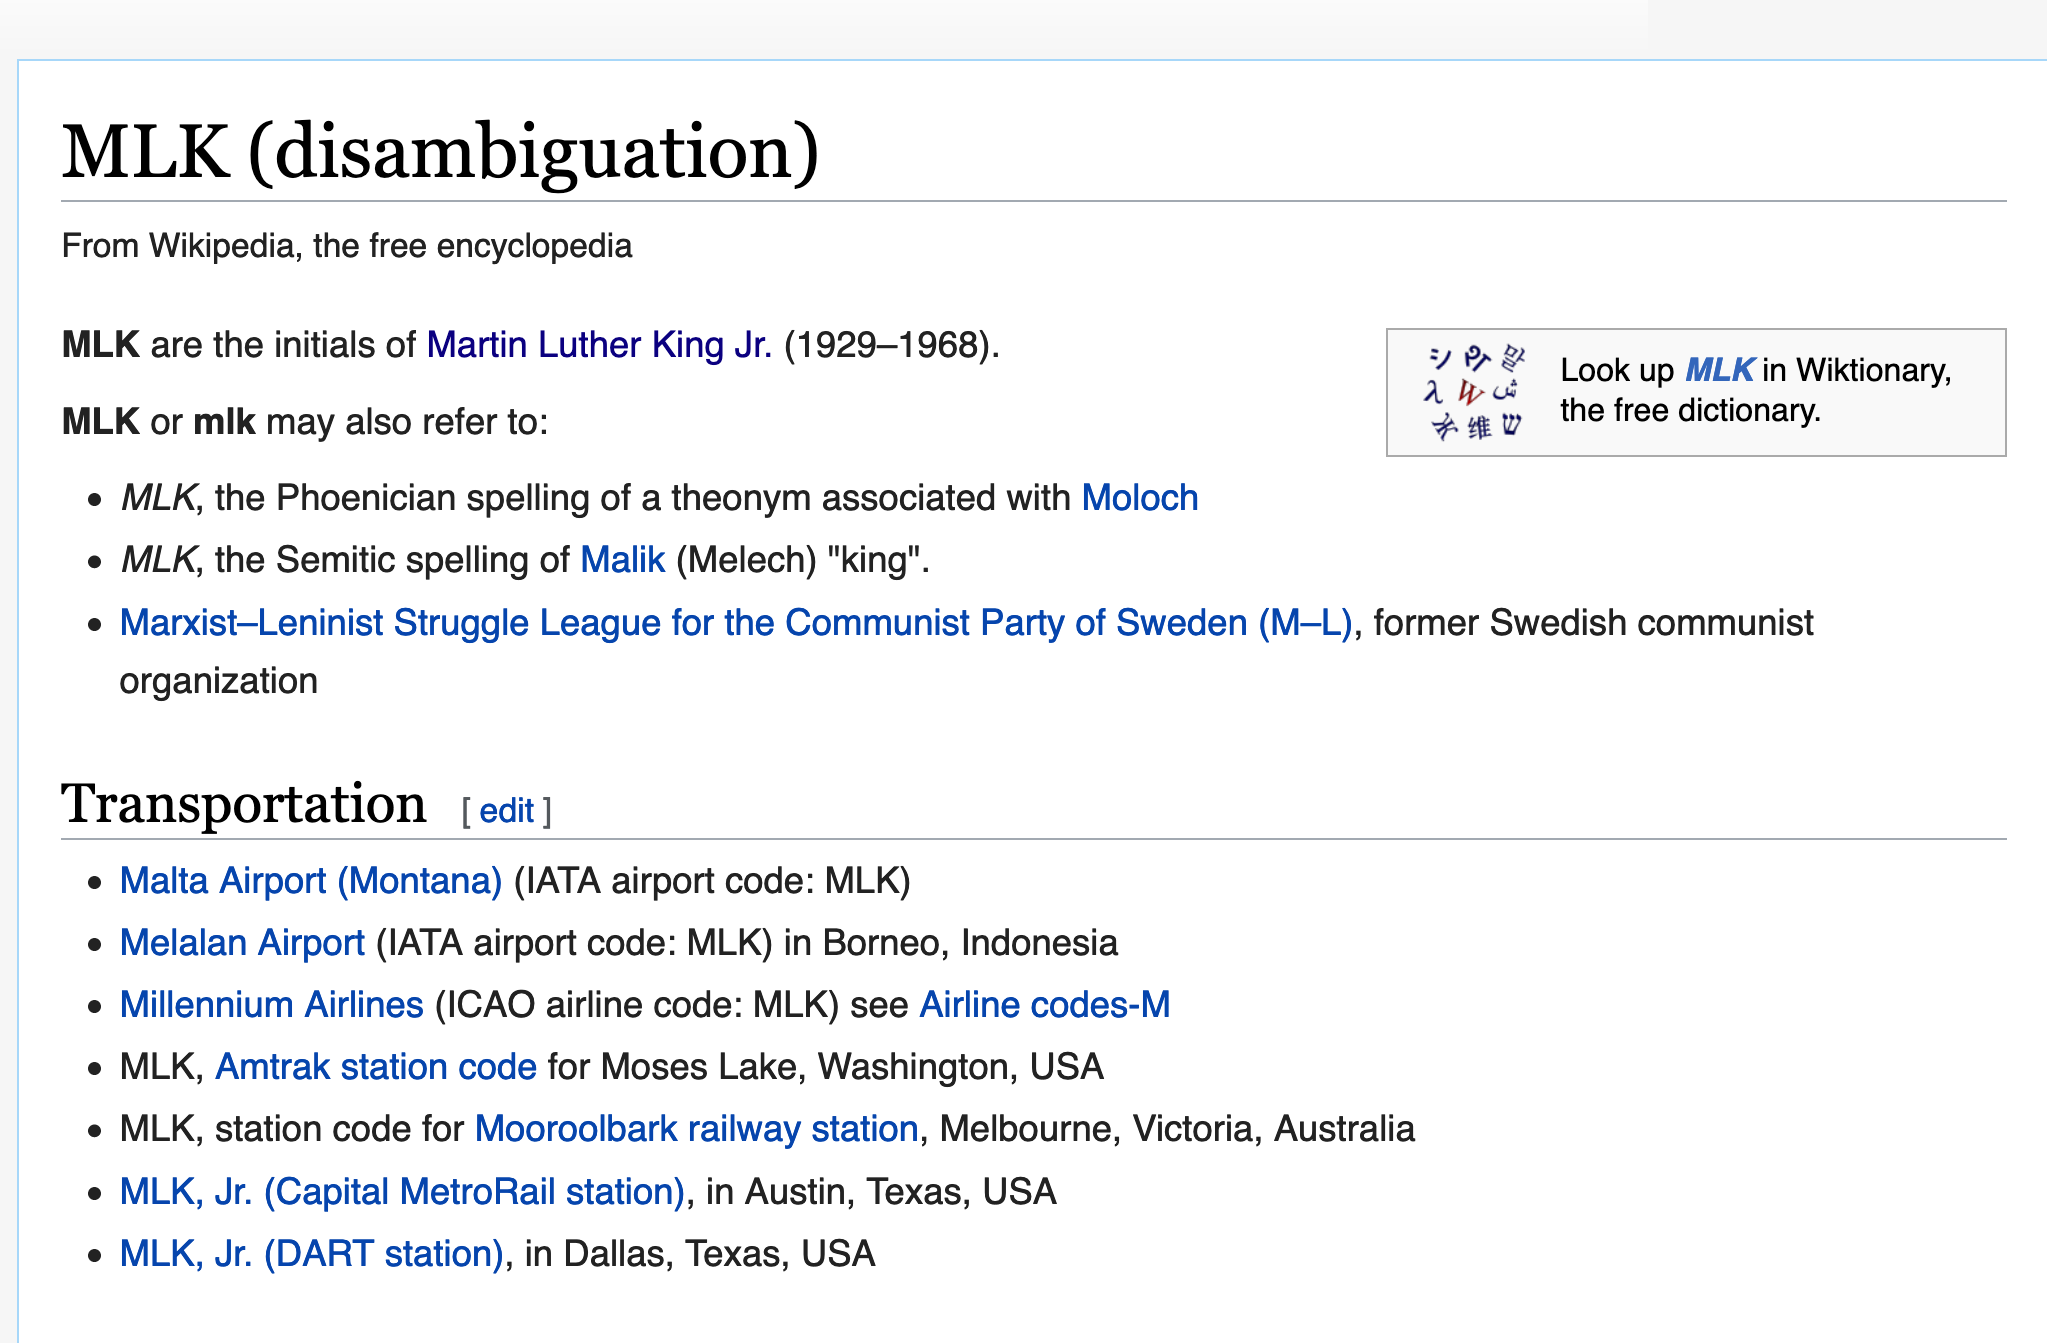 MLK (disambiguation)
From Wikipedia, the free encyclopedia
MLK are the initials of Martin Luther King Jr. (1929–1968).
MLK or mlk may also refer to:
シ ዋ 말
λ W ش
ॐ 维 ש
Look up MLK in Wiktionary,
the free dictionary.
• MLK, the Phoenician spelling of a theonym associated with Moloch
• MLK, the Semitic spelling of Malik (Melech) "king".
• Marxist–Leninist Struggle League for the Communist Party of Sweden (M–L), former Swedish communist
organization
Transportation [ edit ]
• Malta Airport (Montana) (IATA airport code: MLK)
• Melalan Airport (IATA airport code: MLK) in Borneo, Indonesia
• Millennium Airlines (ICAO airline code: MLK) see Airline codes-M
• MLK, Amtrak station code for Moses Lake, Washington, USA
• MLK, station code for Mooroolbark railway station, Melbourne, Victoria, Australia
• MLK, Jr. (Capital MetroRail station), in Austin, Texas, USA
• MLK, Jr. (DART station), in Dallas, Texas, USA